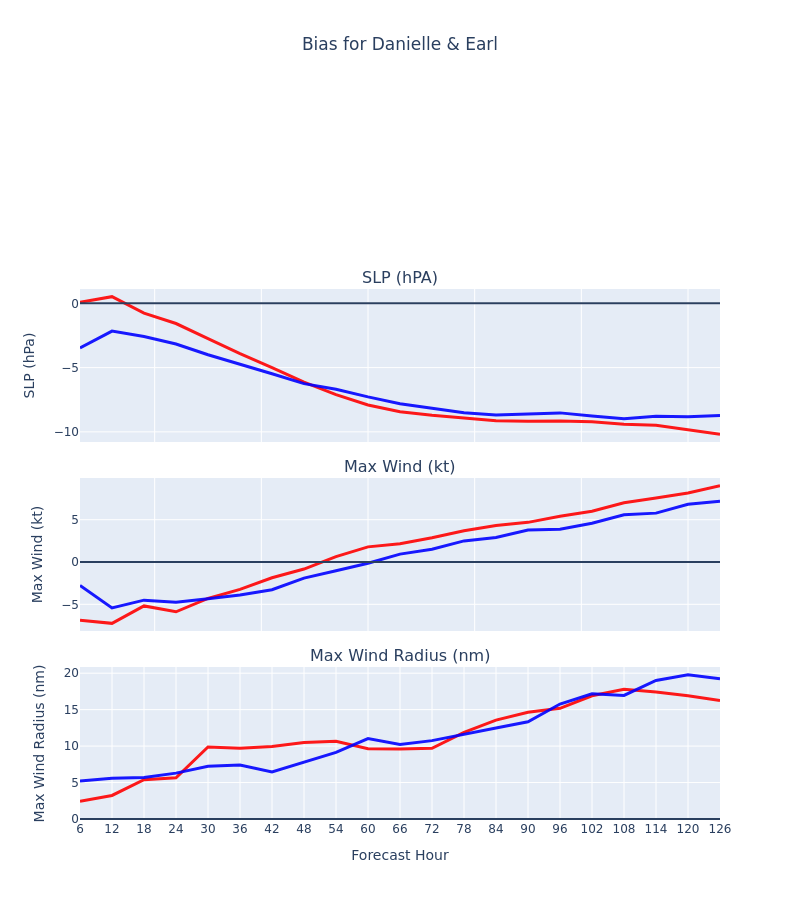 Bias for Danielle & Earl
SLP (hPA)
0
−5
−10
SLP (hPa)
Max Wind (kt)
5
0
−5
Max Wind (kt)
Max Wind Radius (nm)
20
15
10
5
0
Max Wind Radius (nm)
6 12 18 24 30 36 42 48 54 60 66 72 78 84 90 96 102 108 114 120 126
Forecast Hour